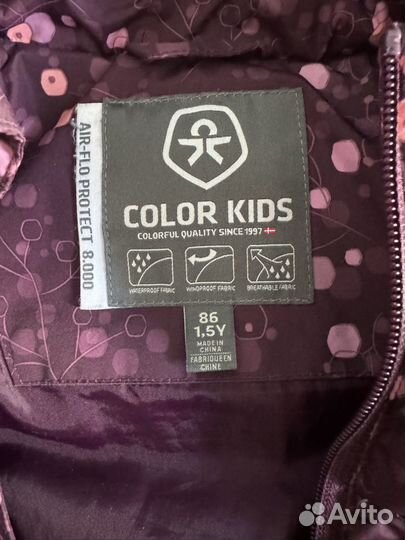 AIR-FLO PROTECT 8.000
COLOR KIDS
COLORFUL QUALITY SINCE 1997
WATERPROOF FABRIC
WINDPROOF FABRIC
BREATHABLE FABRIC
86
1,5Y
MADE IN
CHINA
FABRIQUE EN
CHINE
Avito